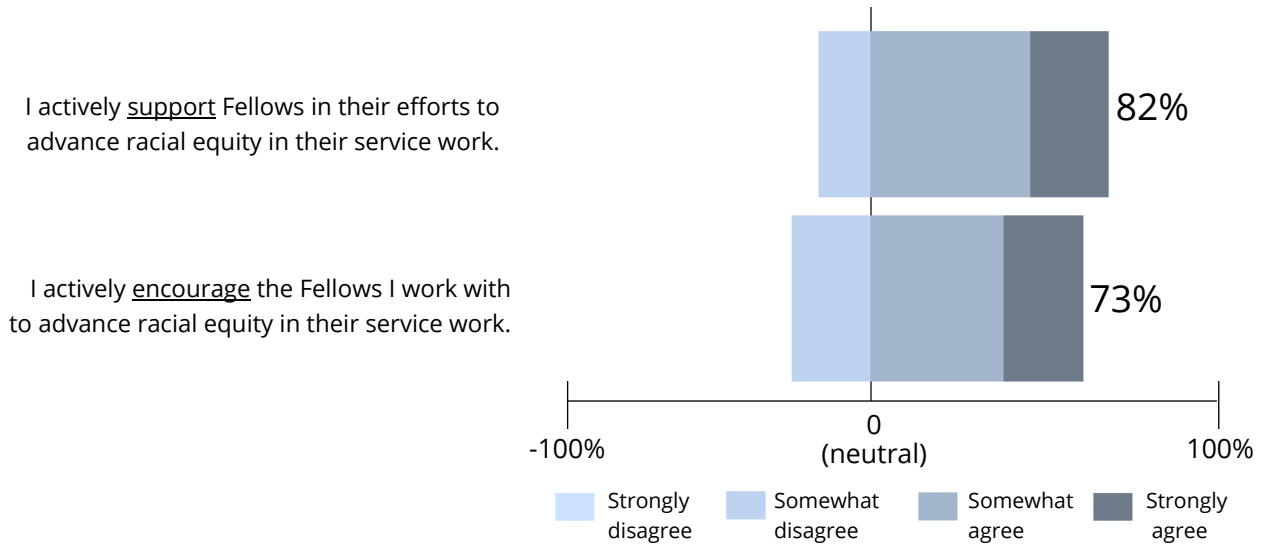 I actively support Fellows in their efforts to
advance racial equity in their service work.
82%
I actively encourage the Fellows I work with
to advance racial equity in their service work.
73%
-100%
0
(neutral)
100%
Strongly
disagree
Somewhat
disagree
Somewhat
agree
Strongly
agree